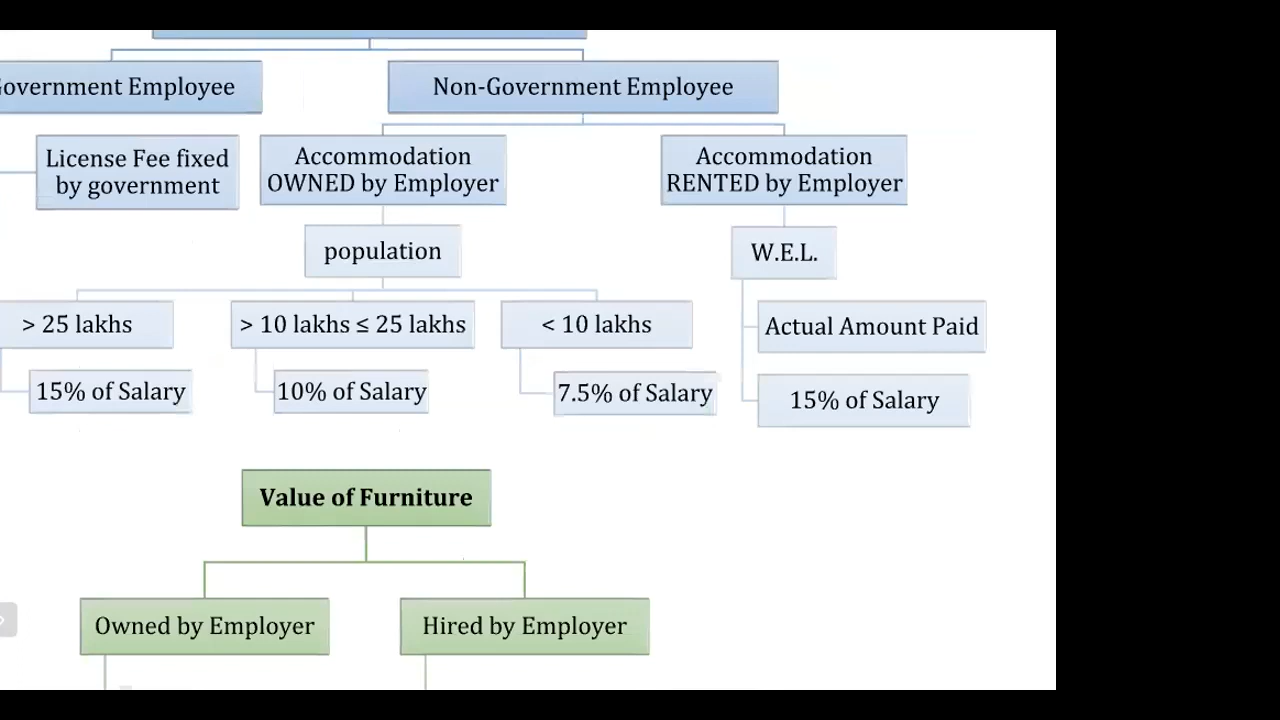 overnment Employee
Non-Government Employee
License Fee fixed
by government
Accommodation
OWNED by Employer
Accommodation
RENTED by Employer
population
W.E.L.
> 25 lakhs
> 10 lakhs ≤ 25 lakhs
< 10 lakhs
Actual Amount Paid
15% of Salary
10% of Salary
7.5% of Salary
15% of Salary
Value of Furniture
Owned by Employer
Hired by Employer